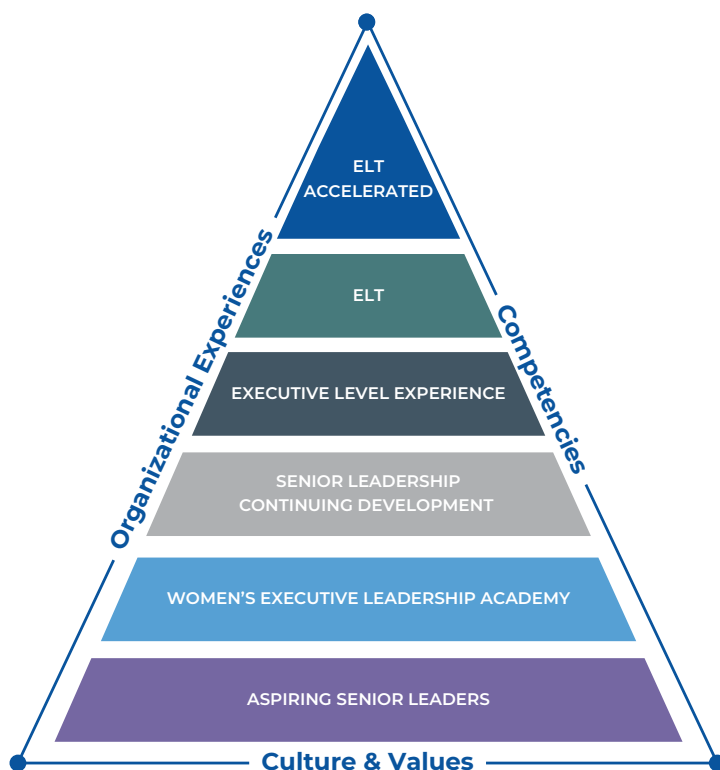 ELT
ACCELERATED
Organizational Experiences
ELT
Competencies
EXECUTIVE LEVEL EXPERIENCE
SENIOR LEADERSHIP
CONTINUING DEVELOPMENT
WOMEN’S EXECUTIVE LEADERSHIP ACADEMY
ASPIRING SENIOR LEADERS
Culture & Values